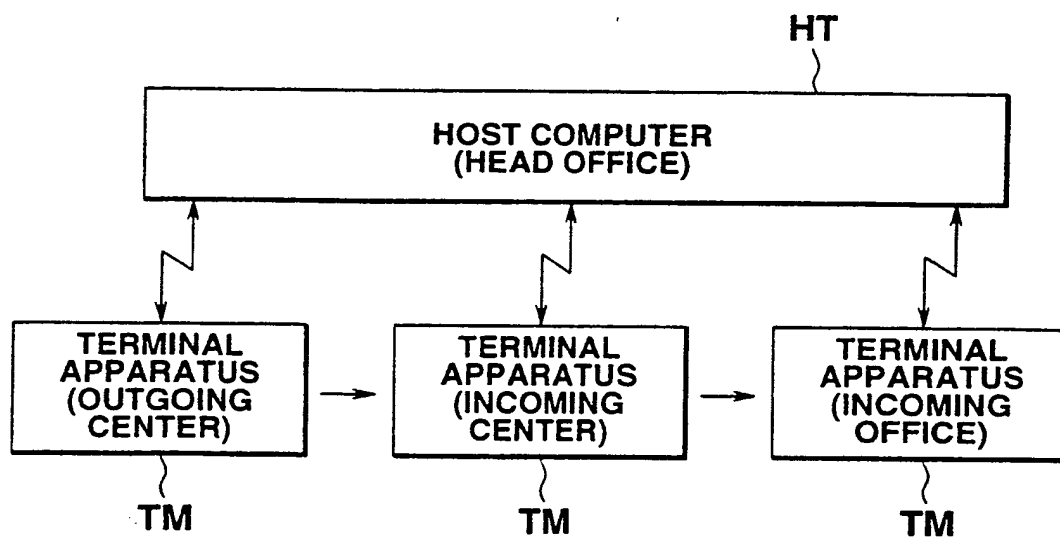 HT
HOST COMPUTER
(HEAD OFFICE)
TERMINAL
APPARATUS
(OUTGOING
CENTER)
TERMINAL
APPARATUS
(INCOMING
CENTER)
TERMINAL
APPARATUS
(INCOMING
OFFICE)
TM
TM
TM